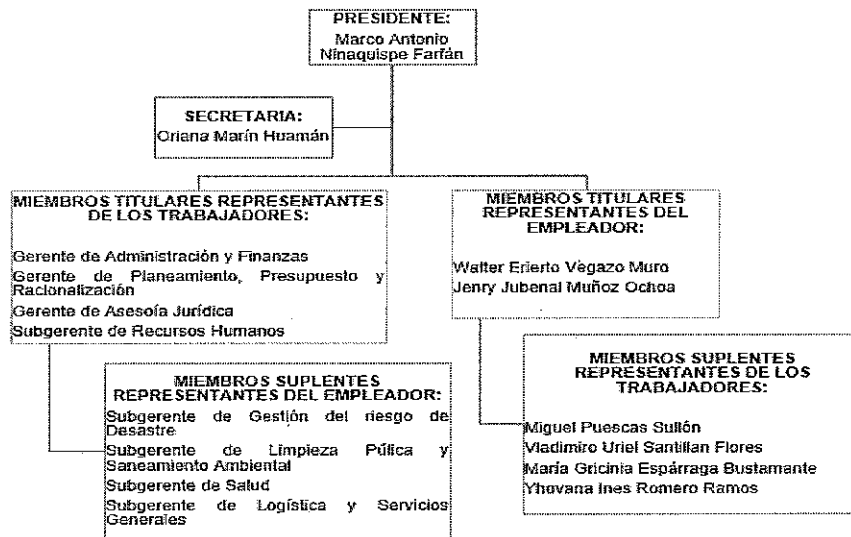 PRESIDENTE:
Marco Antonio
Ninaquispe Farfán
SECRETARIA:
Oriana Marín Huamán
MIEMBROS TITULARES REPRESENTANTES
DE LOS TRABAJADORES:
Gerente de Administración y Finanzas
Gerente de Planeamiento, Presupuesto y
Racionalización
Gerente de Asesoía Jurídica
Subgerente de Recursos Humanos
MIEMBROS TITULARES
REPRESENTANTES DEL
EMPLEADOR:
Walter Erierto Vegazo Muro
Jenry Jubenal Muñoz Ochoa
MIEMBROS SUPLENTES
REPRESENTANTES DEL EMPLEADOR:
Subgerente de Gestión del riesgo de
Desastre
Subgerente de Limpieza Púlica y
Saneamiento Ambiental
Subgerente de Salud
Subgerente de Logística y Servicios
Generales
MIEMBROS SUPLENTES
REPRESENTANTES DE LOS
TRABAJADORES:
Miguel Puescas Sullón
Vladimiro Uriel Santillan Flores
María Gricinia Espárraga Bustamante
Yhovana Ines Romero Ramos